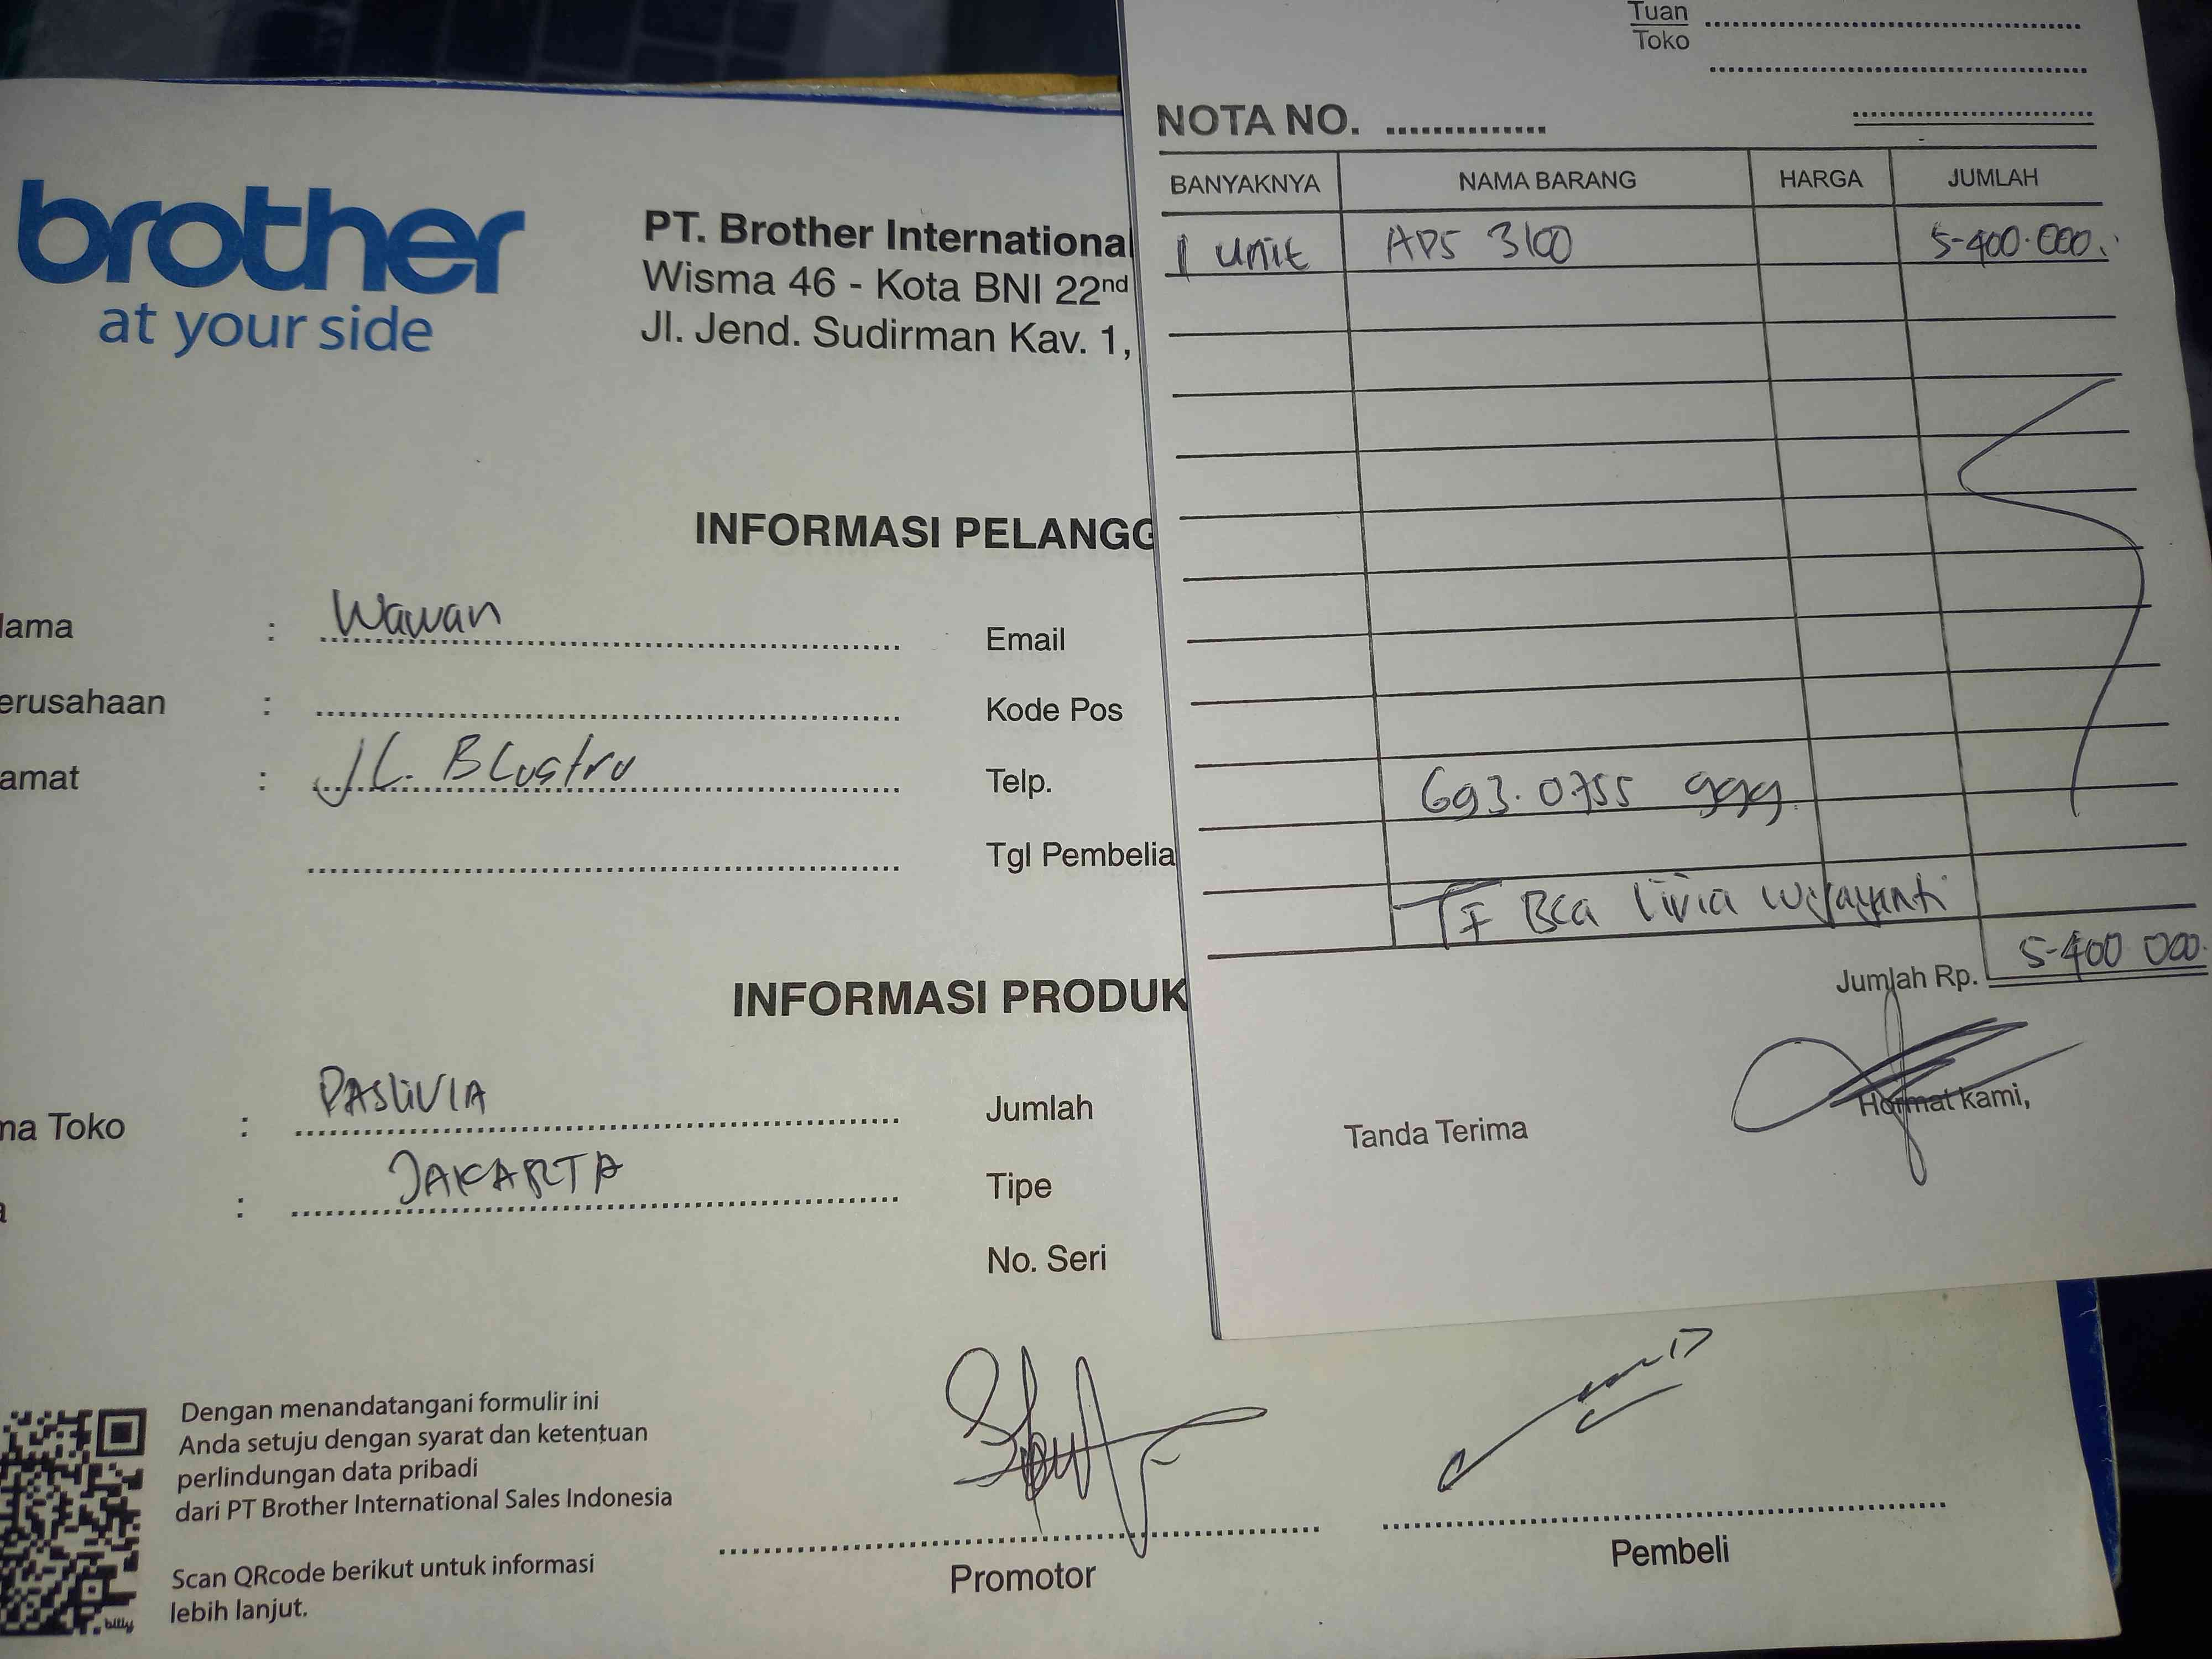 brother
at your side
PT. Brother International
Wisma 46 - Kota BNI 22nd
Jl. Jend. Sudirman Kav. 1,
INFORMASI PELANGG
ama : Wawan
Email
erusahaan :
Kode Pos
amat : JL. BLustru
Telp.
Tgl Pembelia
INFORMASI PRODUK
ma Toko : PASLIVIA
Jumlah
a : JAKARTA
Tipe
No. Seri
Dengan menandatangani formulir ini
Anda setuju dengan syarat dan ketentuan
perlindungan data pribadi
dari PT Brother International Sales Indonesia
Scan QRcode berikut untuk informasi
lebih lanjut.
billy
Promotor
Pembeli
Tuan
Toko
NOTA NO.
BANYAKNYA NAMA BARANG HARGA JUMLAH
1 unit ADS 3100 5.400.000.
693.0755 999
TF Bca Livia Wijayanti
Jumlah Rp. 5.400 000.
Tanda Terima
Hormat kami,